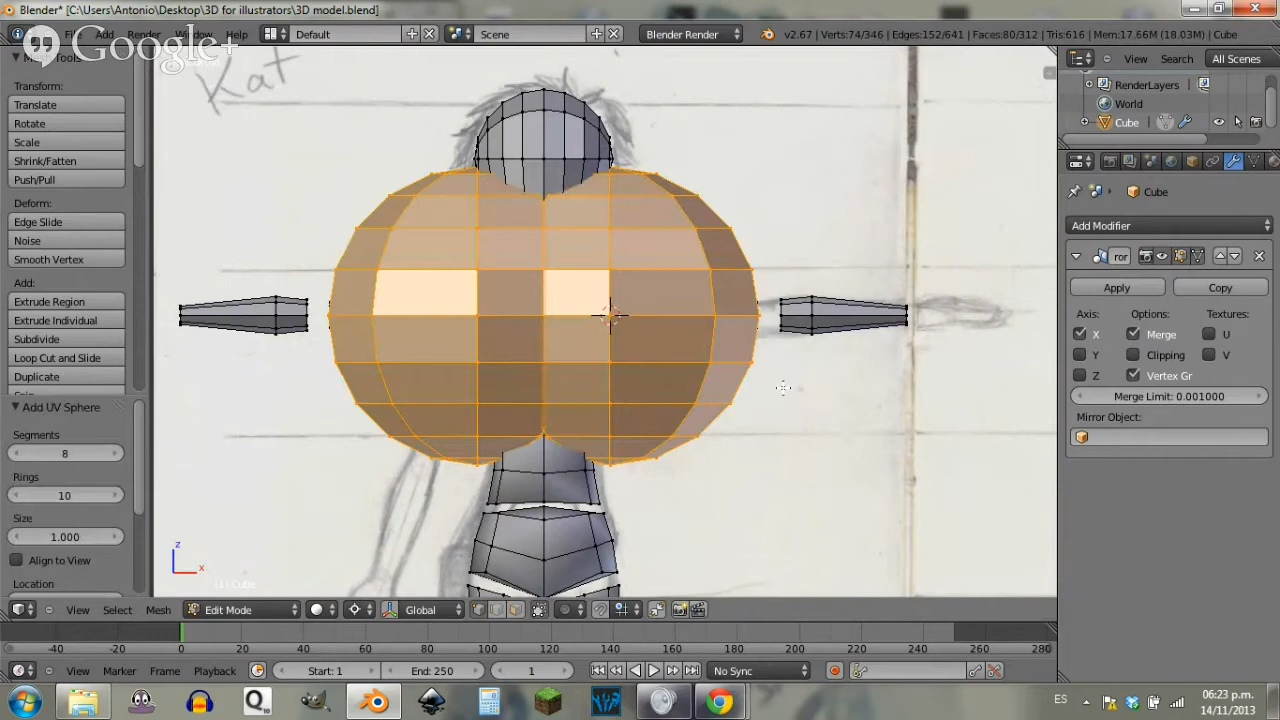 Blender* [C:\Users\Antonio\Desktop\3D for illustrators\3D model.blend]
Google+
File Add Render Window Help
Default
Scene
Blender Render
v2.67 | Verts:74/346 | Edges:152/641 | Faces:80/312 | Tris:616 | Mem:17.66M (18.03M) | Cube
Kat
Transform:
Translate
Rotate
Scale
Shrink/Fatten
Push/Pull
Deform:
Edge Slide
Noise
Smooth Vertex
Add:
Extrude Region
Extrude Individual
Subdivide
Loop Cut and Slide
Duplicate
Add UV Sphere
Segments
8
Rings
10
Size
1.000
Align to View
Location
z
x
(1) Cube
View Select Mesh
Edit Mode
Global
View Search All Scenes
RenderLayers
World
Cube
Cube
Add Modifier
ror
Apply Copy
Axis: Options: Textures:
X Merge U
Y Clipping V
Z Vertex Gr
Merge Limit: 0.001000
Mirror Object:
-40 -20 0 20 40 60 80 100 120 140 160 180 200 220 240 260 280
View Marker Frame Playback
Start: 1
End: 250
1
No Sync
Q
ES
06:23 p.m.
14/11/2013